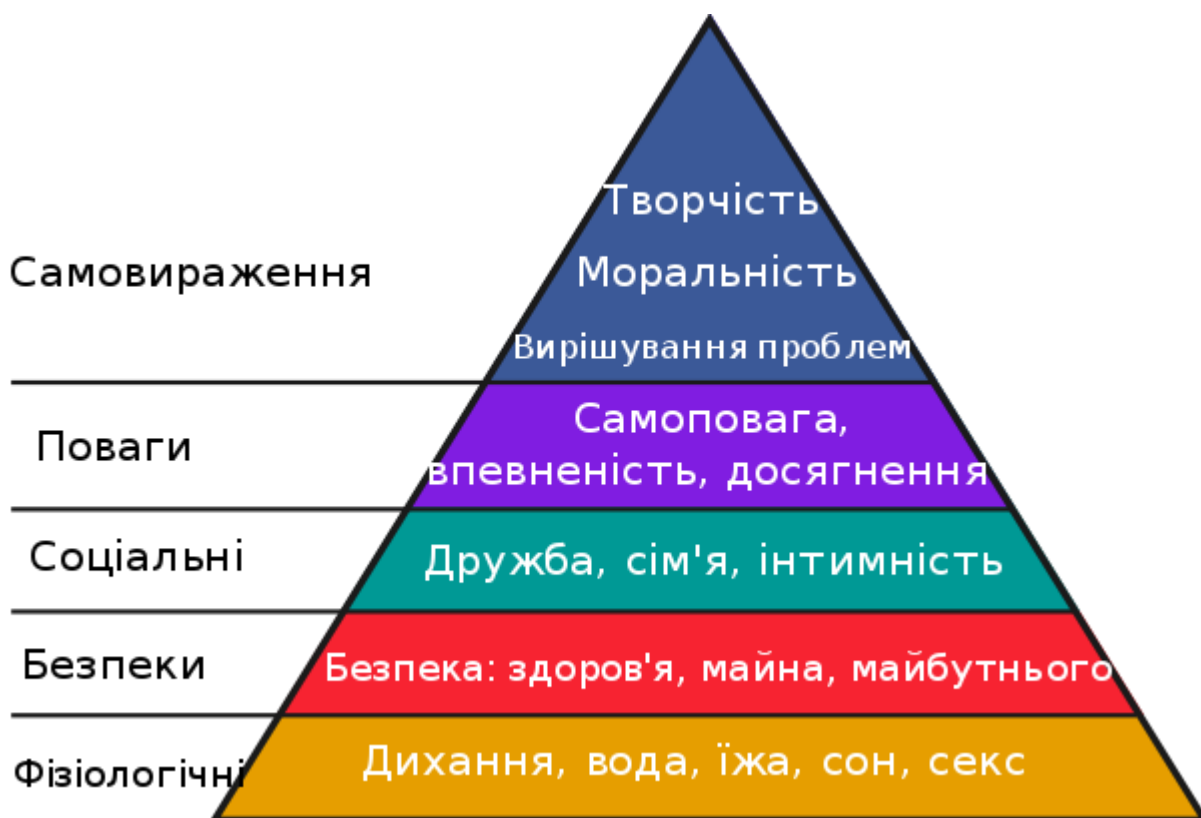 Творчість
Самовираження
Моральність
Вирішування проблем
Поваги
Самоповага,
впевненість, досягнення
Соціальні
Дружба, сім'я, інтимність
Безпеки
Безпека: здоров'я, майна, майбутнього
Фізіологічні
Дихання, вода, їжа, сон, секс